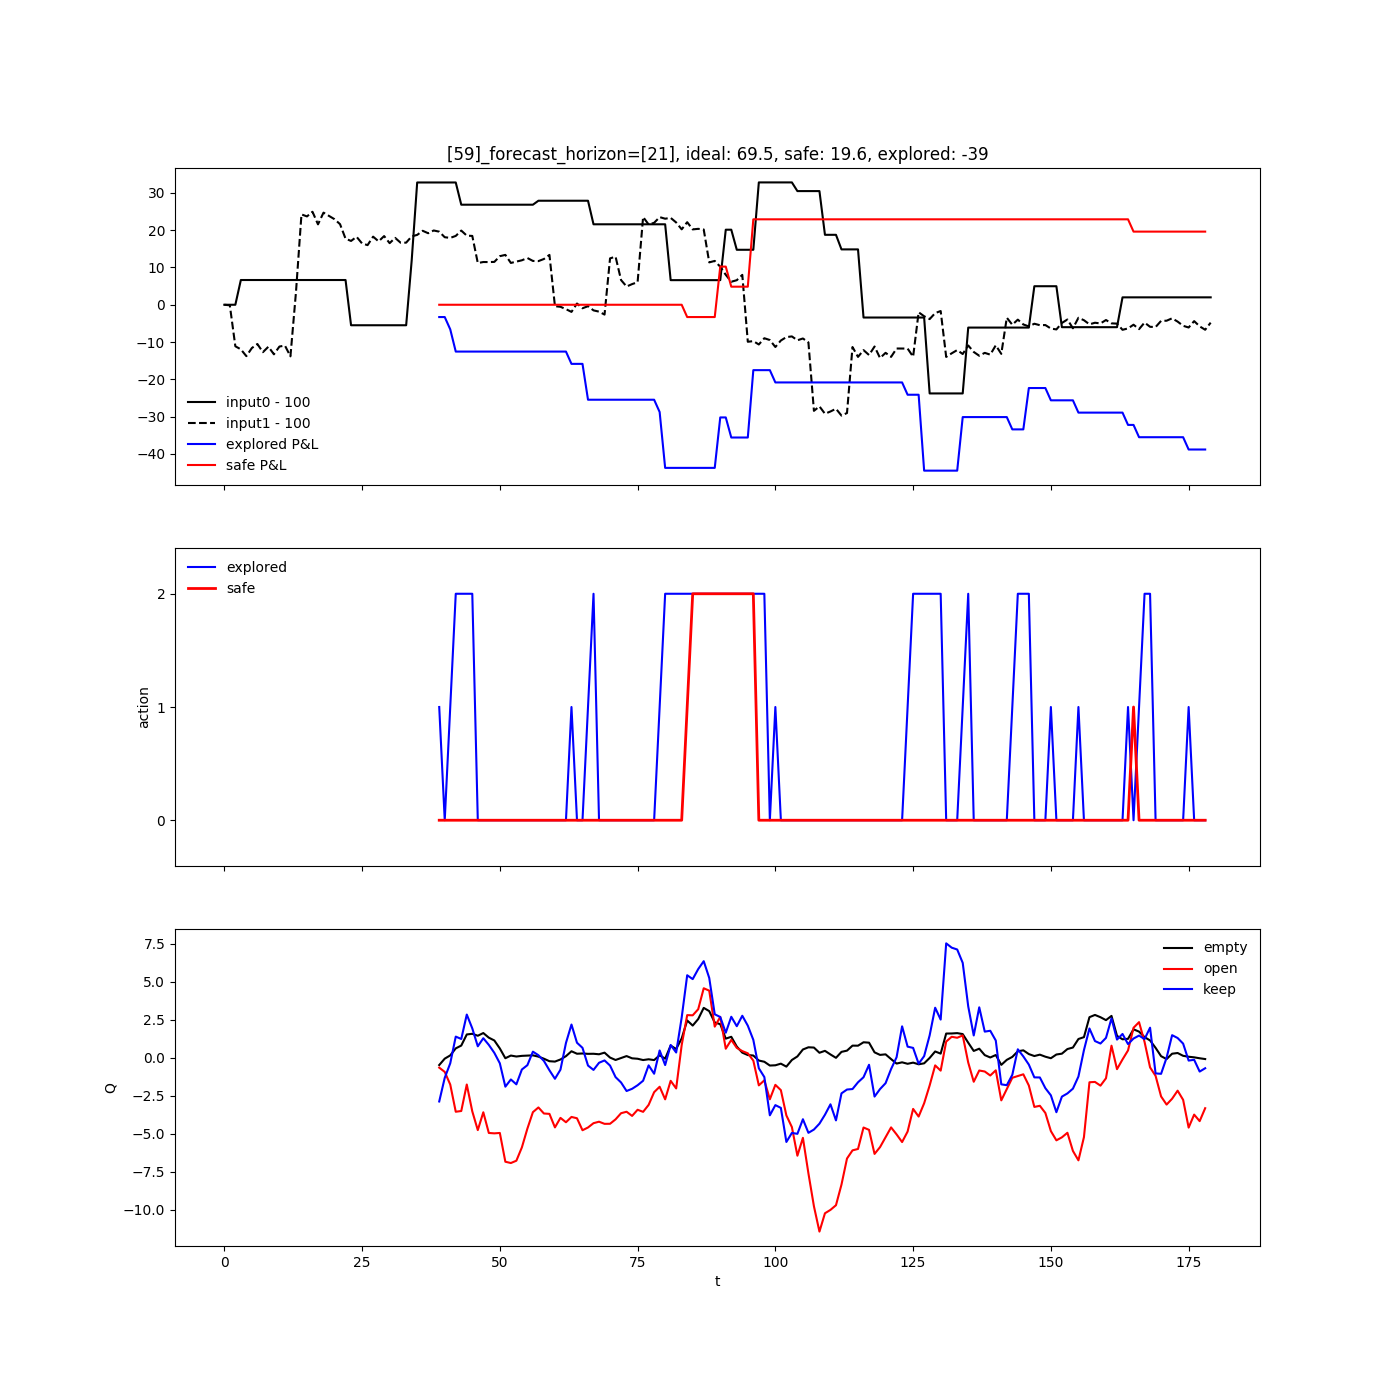 [59]_forecast_horizon=[21], ideal: 69.5, safe: 19.6, explored: -39
30
20
10
0
−10
−20
−30
−40
input0 - 100
input1 - 100
explored P&L
safe P&L
explored
safe
2
1
0
action
empty
open
keep
7.5
5.0
2.5
0.0
−2.5
−5.0
−7.5
−10.0
Q
0 25 50 75 100 125 150 175
t